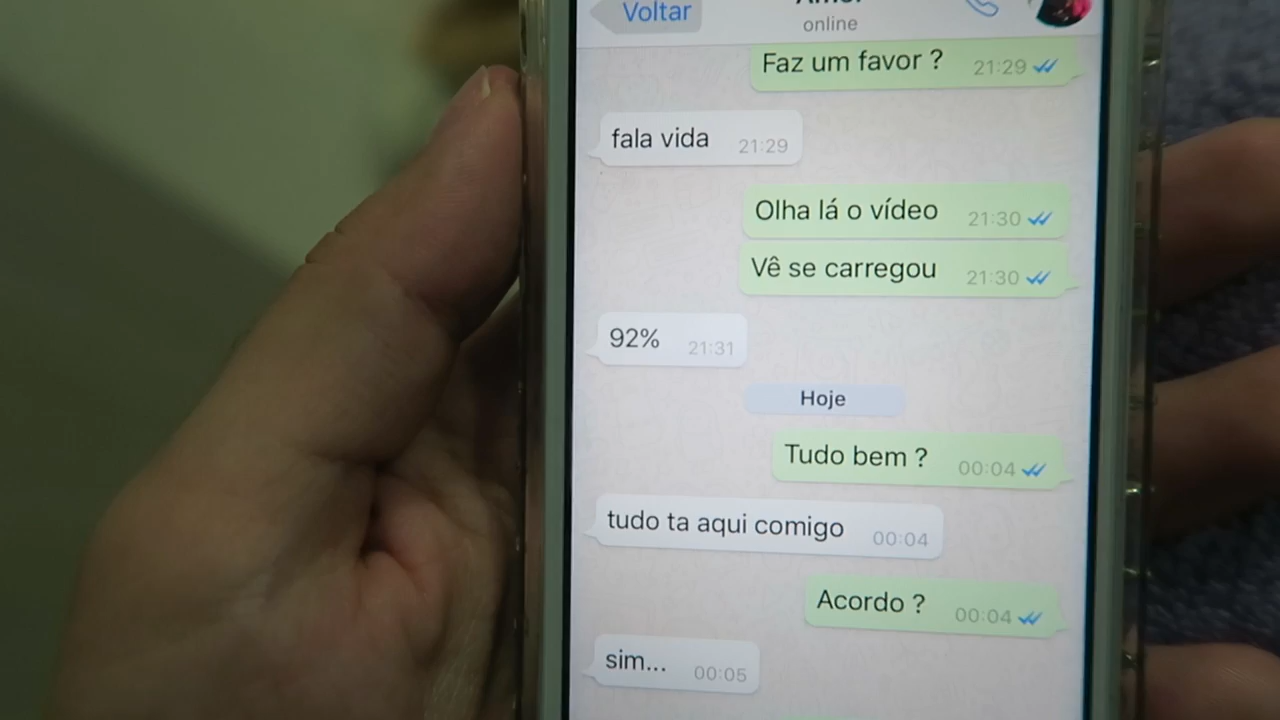 Voltar
online
Faz um favor ? 21:29
fala vida 21:29
Olha lá o vídeo 21:30
Vê se carregou 21:30
92% 21:31
Hoje
Tudo bem ? 00:04
tudo ta aqui comigo 00:04
Acordo ? 00:04
sim... 00:05